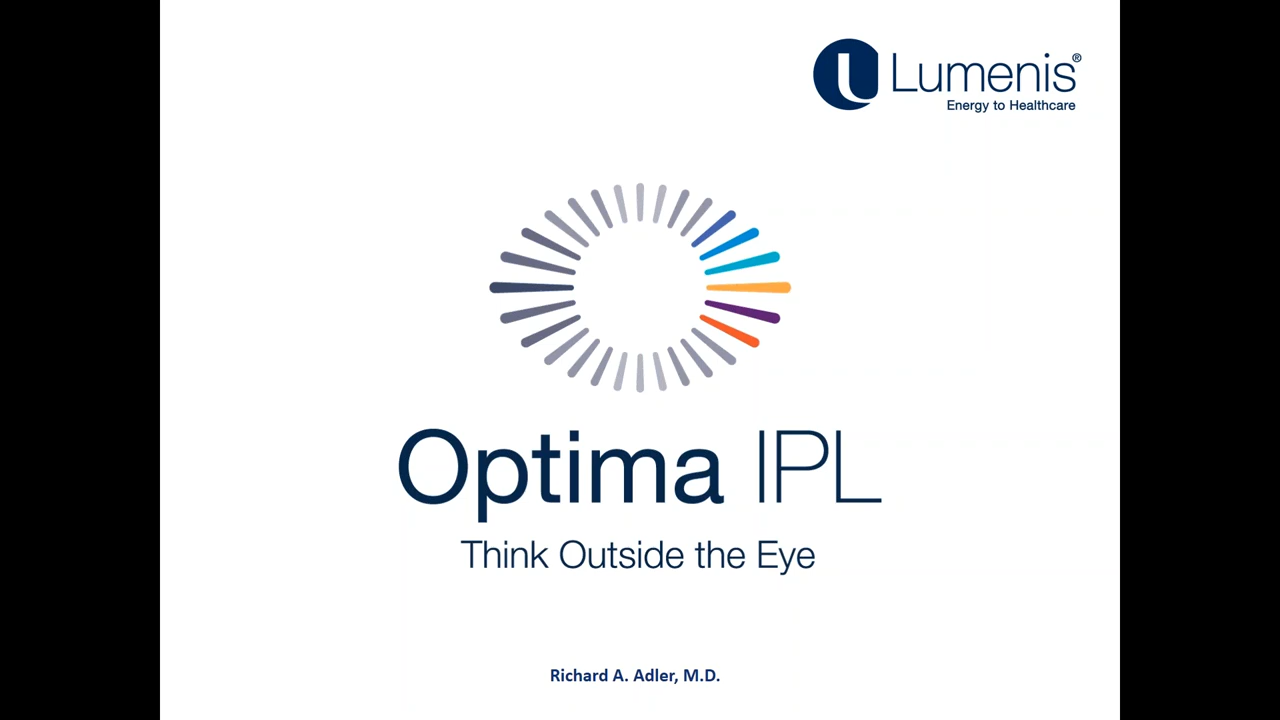 Lumenis®
Energy to Healthcare
Optima IPL
Think Outside the Eye
Richard A. Adler, M.D.